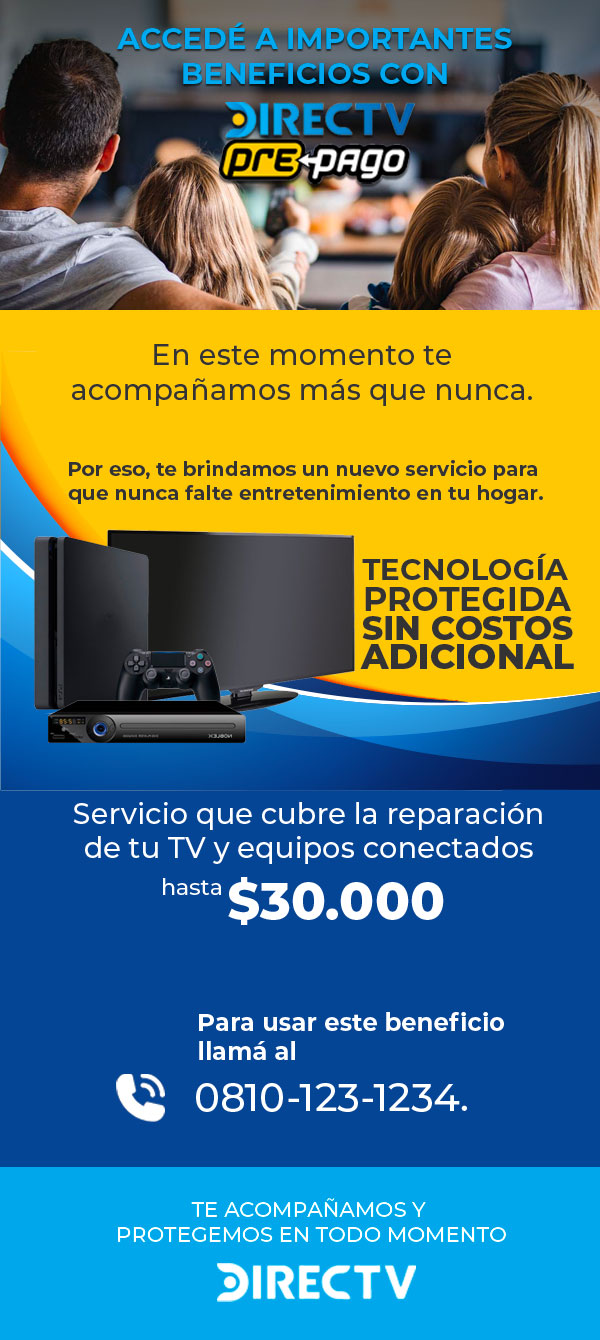 ACCEDÉ A IMPORTANTES
BENEFICIOS CON
DIRECTV
PREPAGO
En este momento te
acompañamos más que nunca.
Por eso, te brindamos un nuevo servicio para
que nunca falte entretenimiento en tu hogar.
TECNOLOGÍA
PROTEGIDA
SIN COSTOS
ADICIONAL
Servicio que cubre la reparación
de tu TV y equipos conectados
hasta $30.000
Para usar este beneficio
llamá al
0810-123-1234.
TE ACOMPAÑAMOS Y
PROTEGEMOS EN TODO MOMENTO
DIRECTV